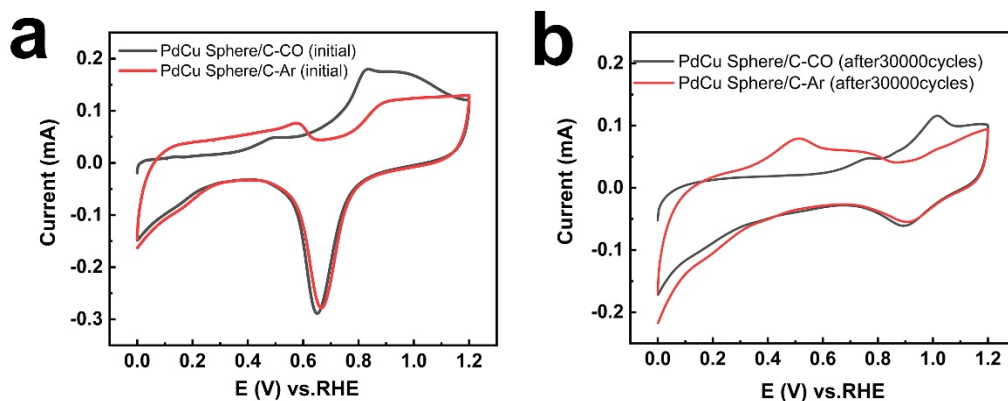 a
PdCu Sphere/C-CO (initial)
PdCu Sphere/C-Ar (initial)
0.2
0.1
0.0
-0.1
-0.2
-0.3
Current (mA)
0.0 0.2 0.4 0.6 0.8 1.0 1.2
E (V) vs.RHE
b
PdCu Sphere/C-CO (after30000cycles)
PdCu Sphere/C-Ar (after30000cycles)
0.2
0.1
0.0
-0.1
-0.2
Current (mA)
0.0 0.2 0.4 0.6 0.8 1.0 1.2
E (V) vs.RHE